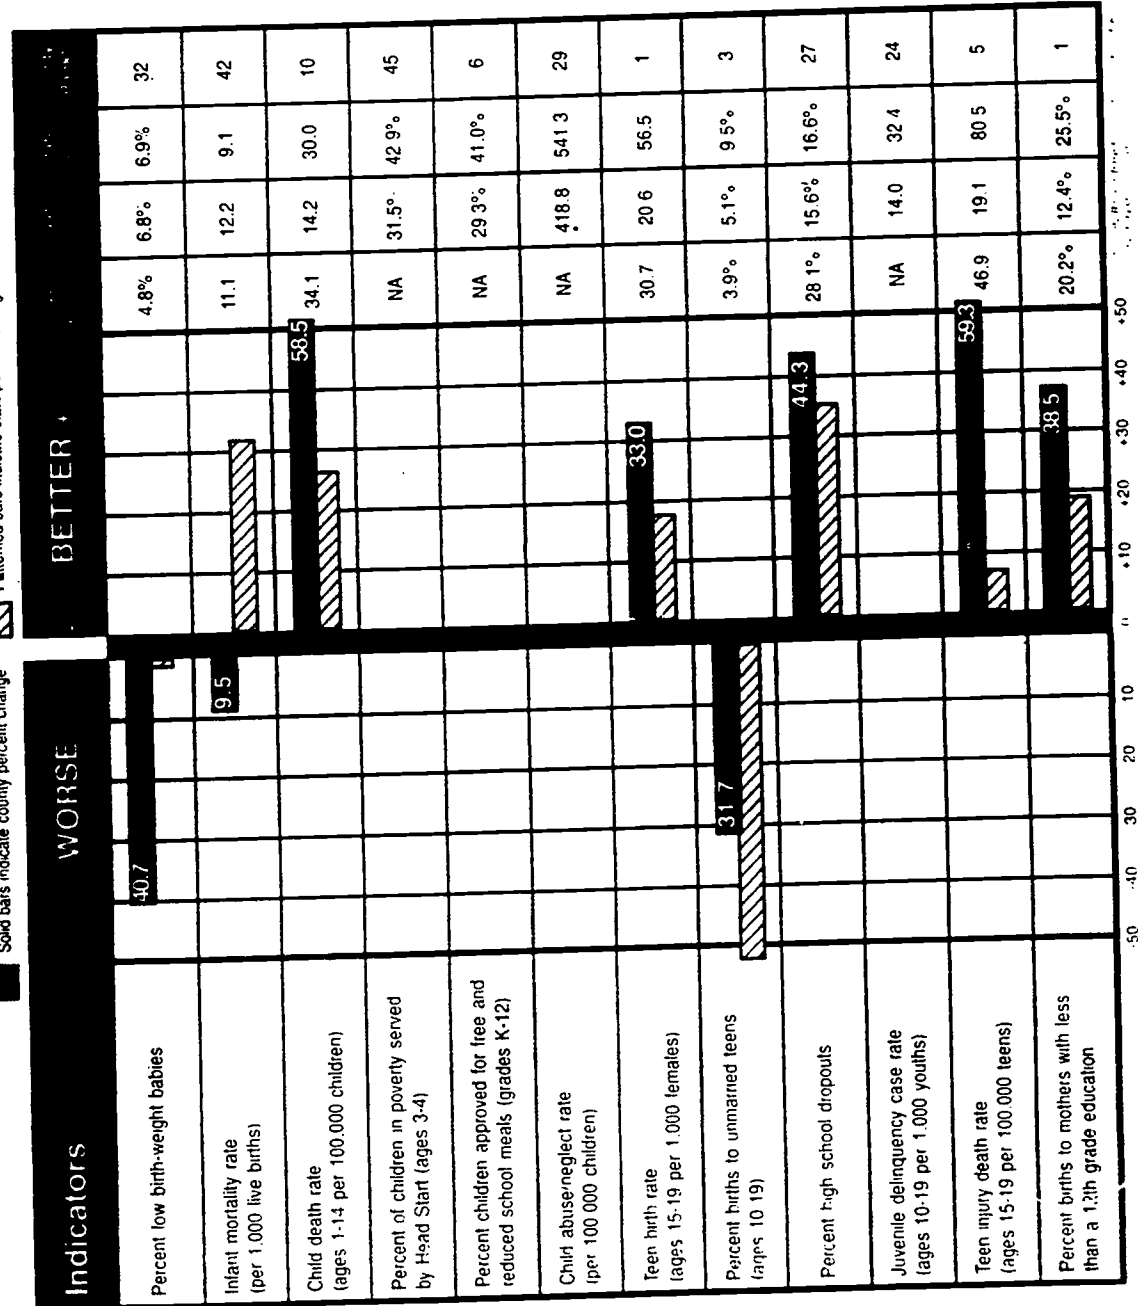 Solid bars indicate county percent change
Indicators
WORSE
BETTER +
Percent low birth-weight babies
40.7
4.8% 6.8% 6.9% 32
Infant mortality rate
(per 1,000 live births)
9.5
11.1 12.2 9.1 42
Child death rate
(ages 1-14 per 100,000 children)
58.5
34.1 14.2 30.0 10
Percent of children in poverty served
by Head Start (ages 3-4)
NA 31.5% 42 9% 45
Percent children approved for free and
reduced school meals (grades K-12)
NA 29 3% 41.0% 6
Child abuse/neglect rate
(per 100 000 children)
NA 418.8 541 3 29
Teen birth rate
(ages 15-19 per 1,000 females)
33.0
30.7 20 6 56.5 1
Percent births to unmarried teens
(ages 10 19)
31 7
3.9% 5.1% 9 5% 3
Percent high school dropouts
44.3
28 1% 15.6% 16.6% 27
Juvenile delinquency case rate
(ages 10-19 per 1,000 youths)
NA 14.0 32 4 24
Teen injury death rate
(ages 15-19 per 100,000 teens)
59.3
46.9 19.1 80 5 5
Percent births to mothers with less
than a 12th grade education
38 5
20.2% 12.4% 25.5% 1
-50 -40 30 20 10 0 +10 +20 +30 +40 +50